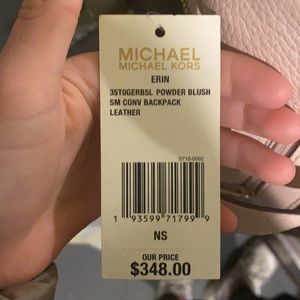 MICHAEL
MICHAEL KORS
ERIN
35T0GERB5L POWDER BLUSH
SM CONV BACKPACK
LEATHER
S715-0002
1 93599 71799 9
NS
OUR PRICE
$348.00